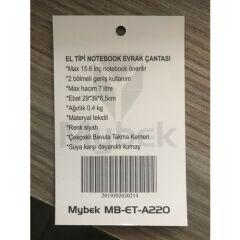 EL TİPİ NOTEBOOK EVRAK ÇANTASI
*Max 15.6 inç notebook önerilir
*2 bölmeli geniş kullanım
*Max hacim 7 litre
*Ebat 29*39*6,5cm
*Ağırlık 0.4 kg
*Materyal tekstil
*Renk siyah
*Çekçekli Bavula Takma Kemeri
*Suya karşı dayanıklı kumaş
2019202020214
Mybek MB-ET-A220
Mybek